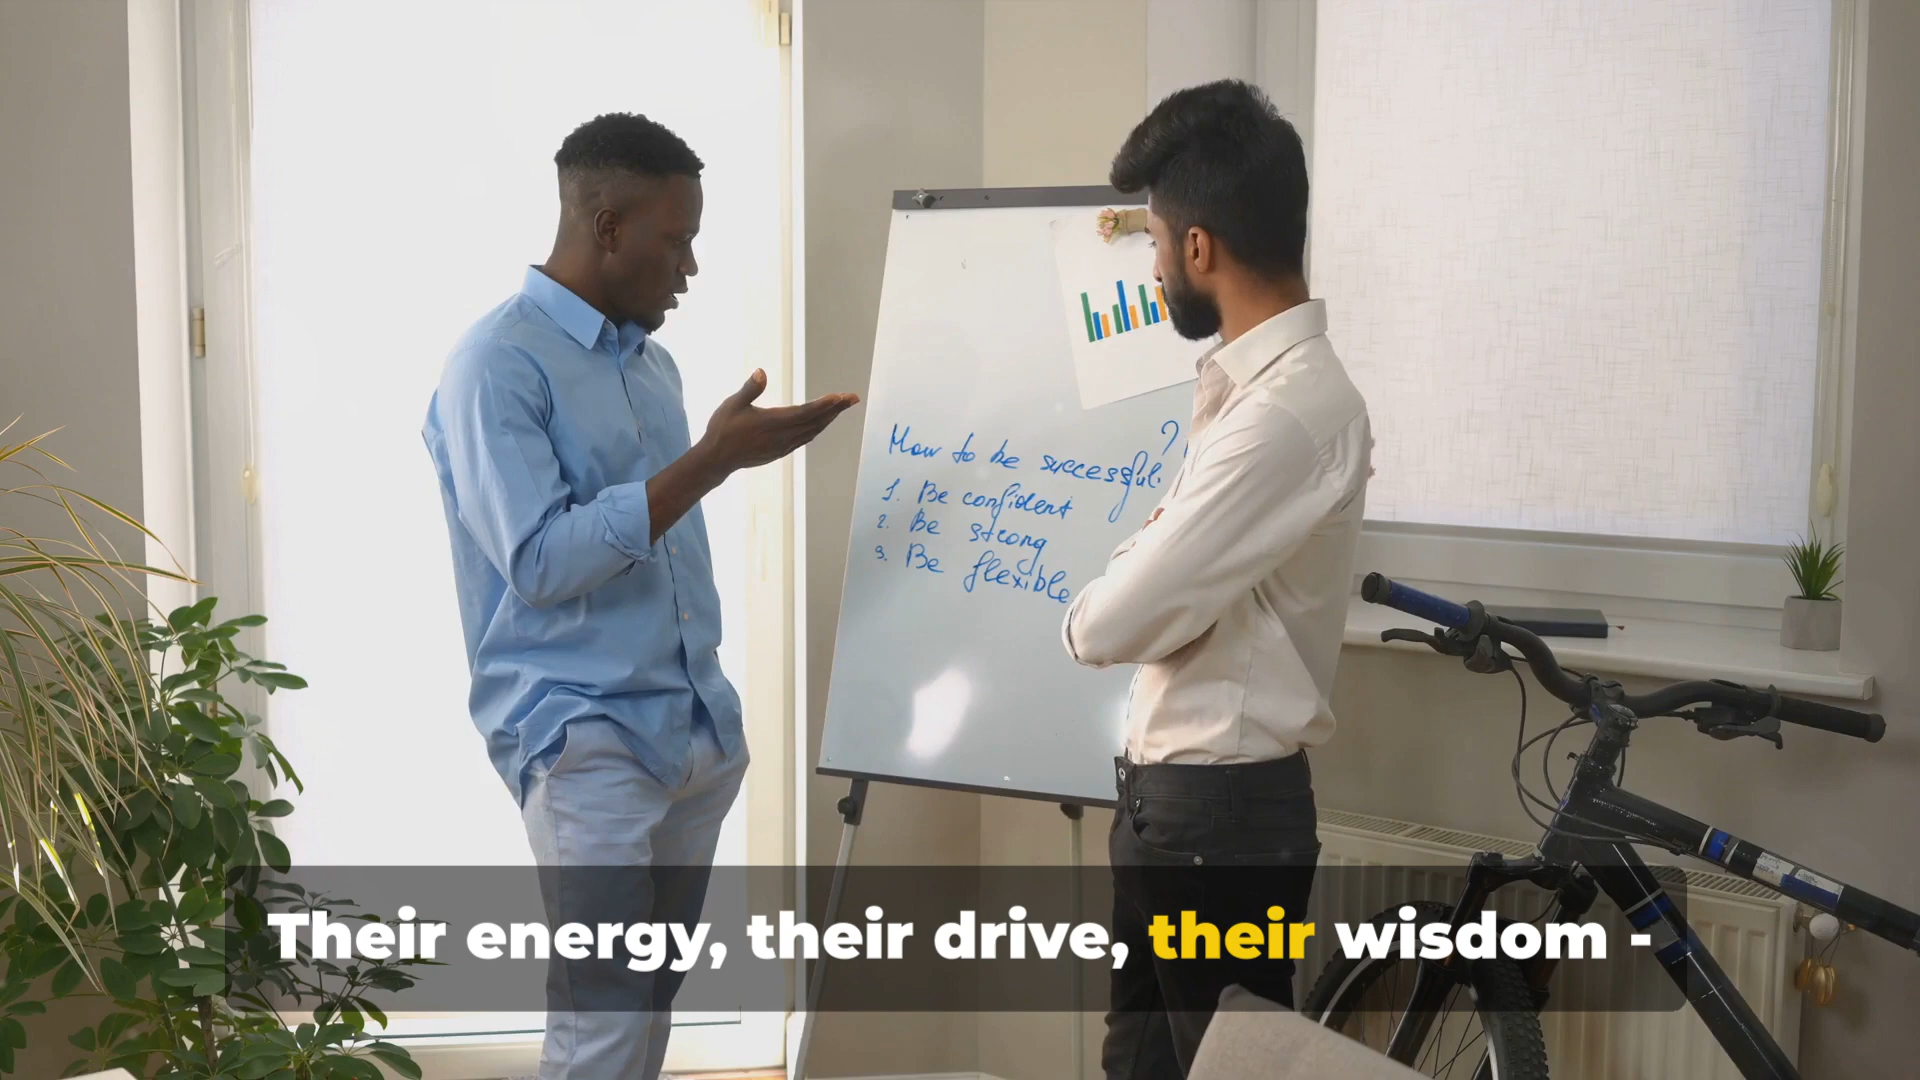 How to be successful ?
1. Be confident
2. Be strong
3. Be flexible
Their energy, their drive, their wisdom -